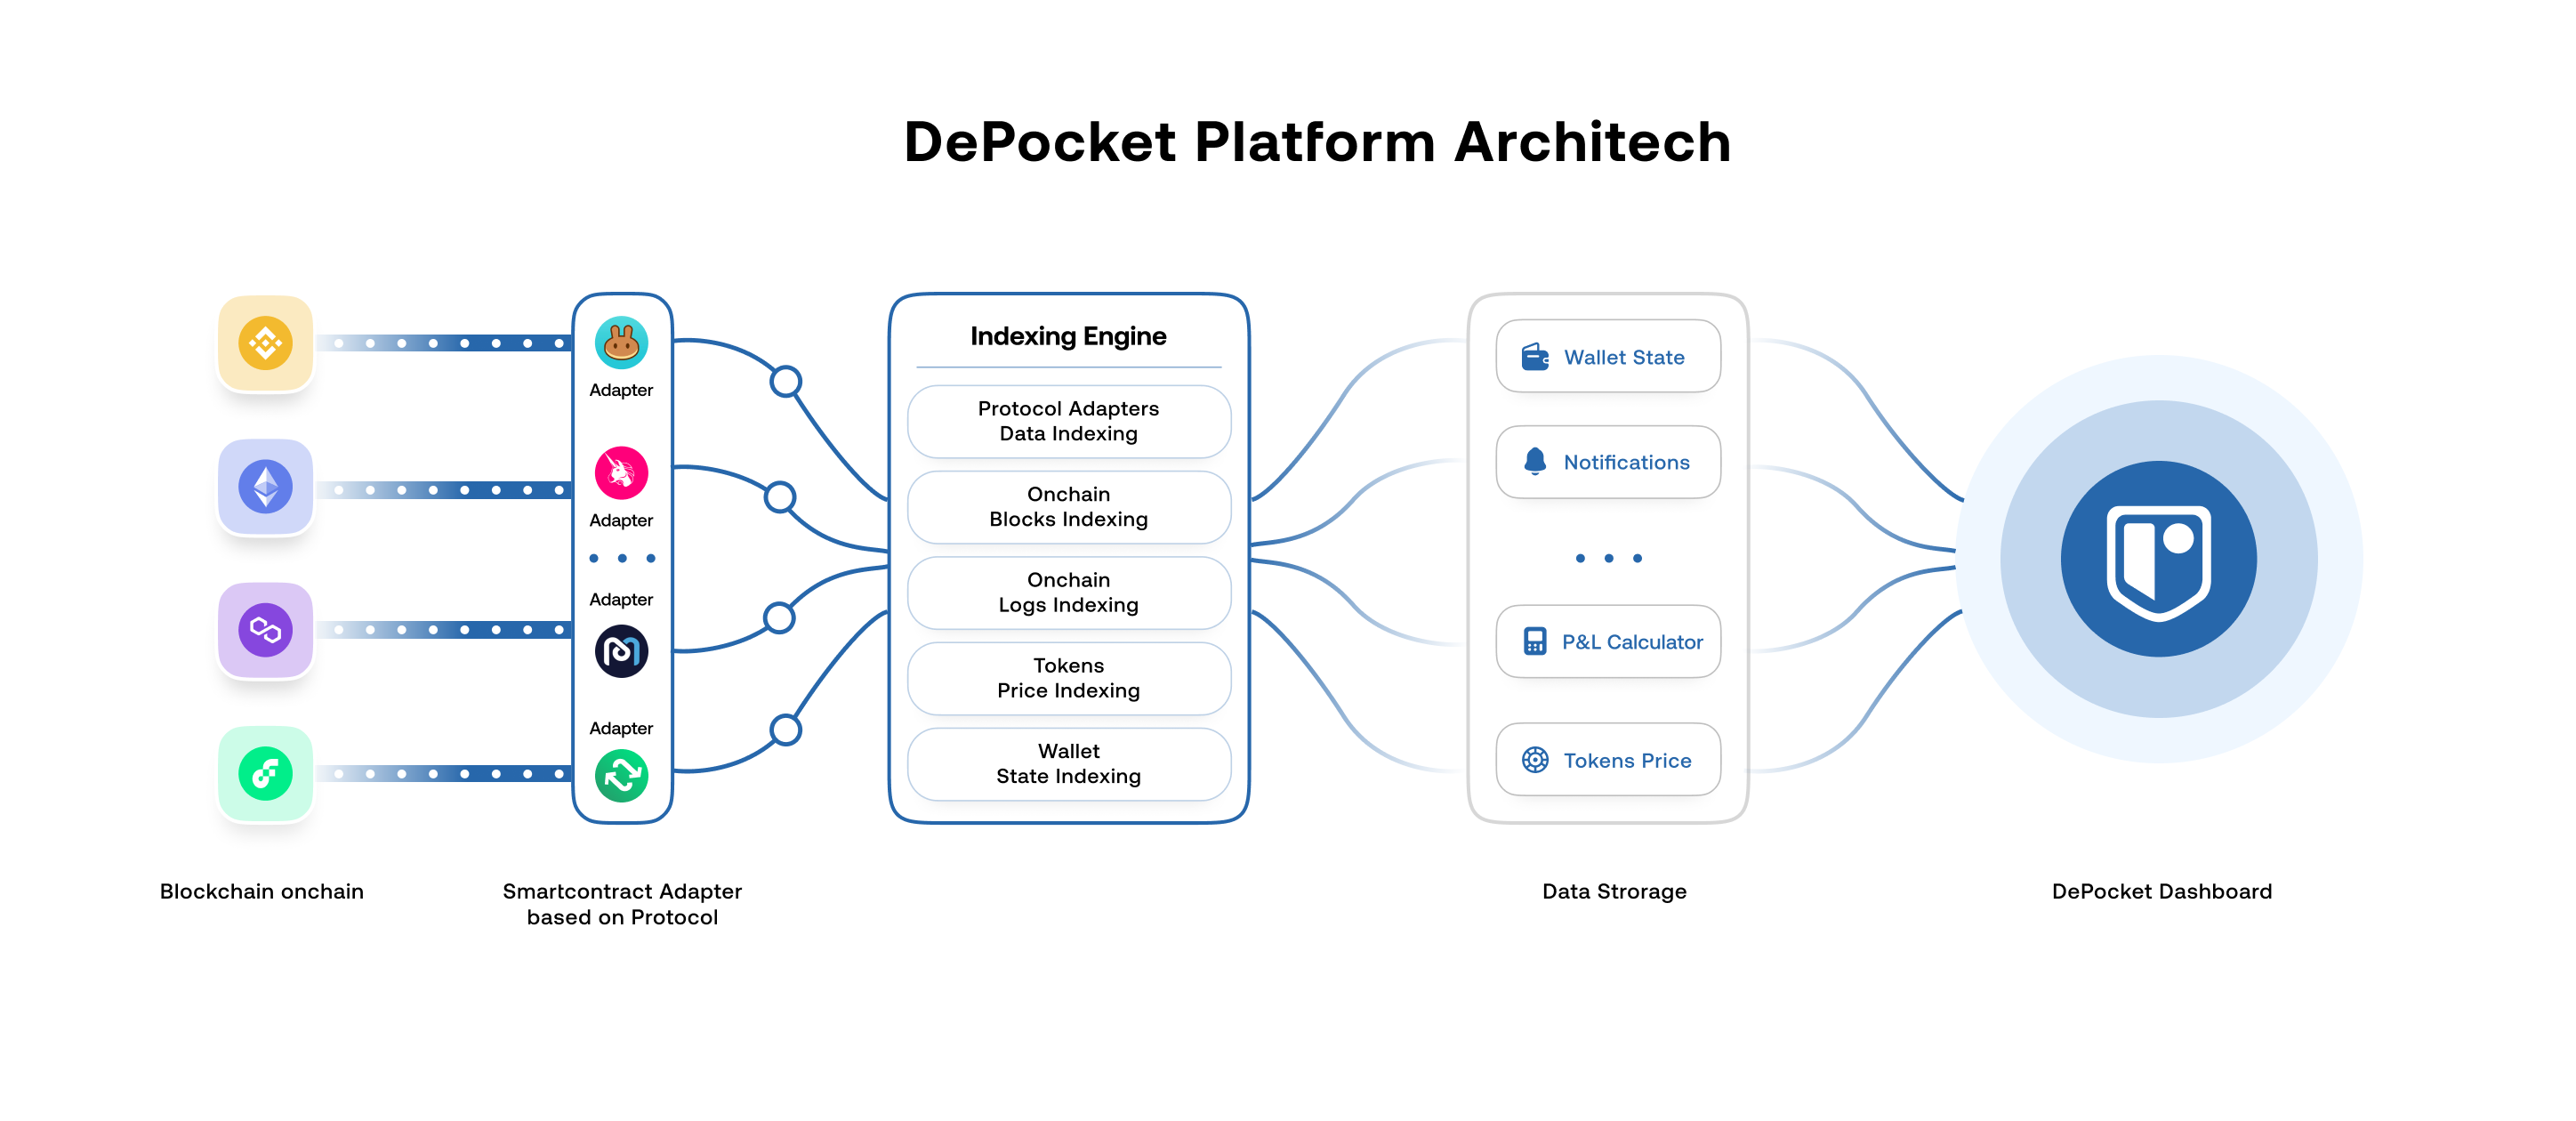 DePocket Platform Architech
Adapter
Adapter
Adapter
Adapter
Indexing Engine
Protocol Adapters
Data Indexing
Onchain
Blocks Indexing
Onchain
Logs Indexing
Tokens
Price Indexing
Wallet
State Indexing
Wallet State
Notifications
P&L Calculator
Tokens Price
Blockchain onchain
Smartcontract Adapter
based on Protocol
Data Strorage
DePocket Dashboard